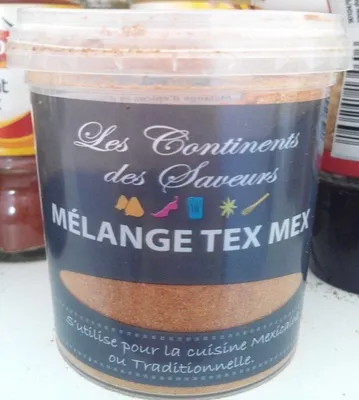 Les Continents
des Saveurs
MÉLANGE TEX MEX
S'utilise pour la cuisine Mexicaine
ou Traditionnelle.